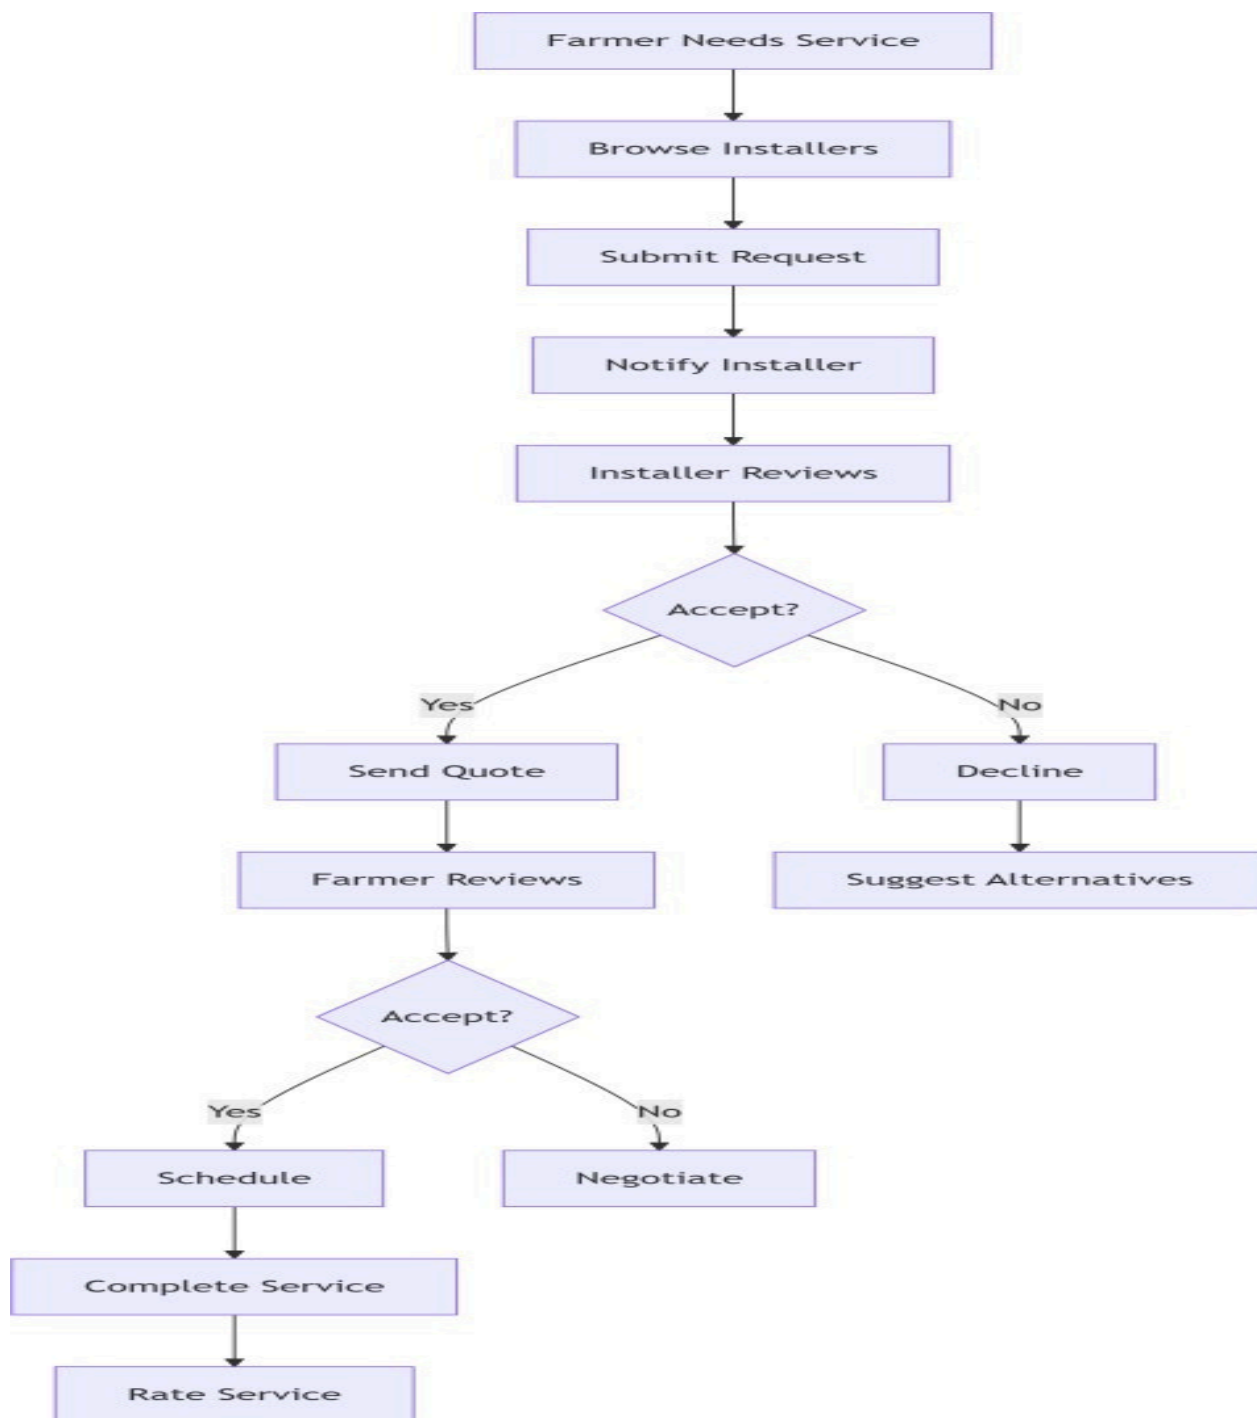 Farmer Needs Service
Browse Installers
Submit Request
Notify Installer
Installer Reviews
Accept?
Yes
No
Send Quote
Decline
Farmer Reviews
Suggest Alternatives
Accept?
Yes
No
Schedule
Negotiate
Complete Service
Rate Service